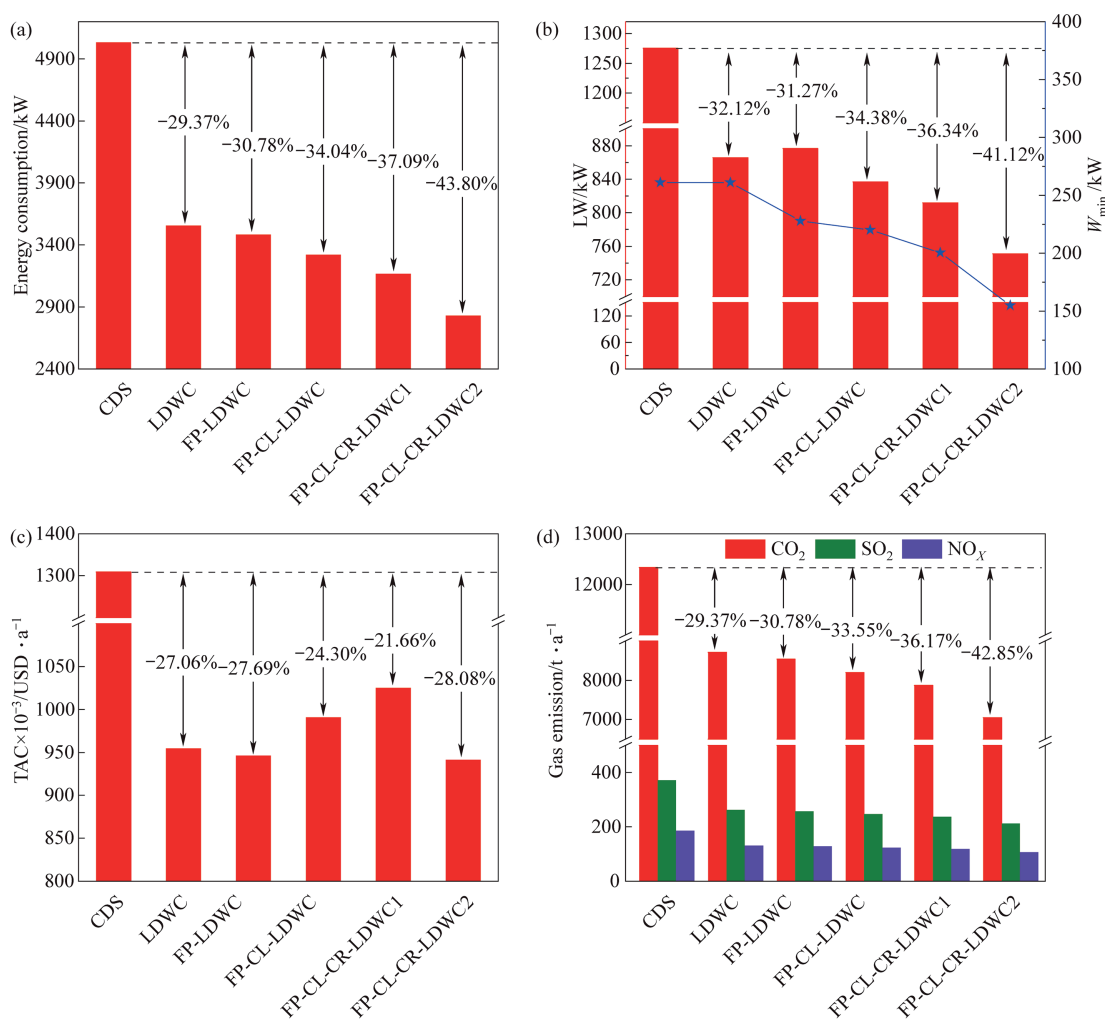 (a)
Energy consumption/kW
4900
4400
3900
3400
2900
2400
−29.37%
−30.78%
−34.04%
−37.09%
−43.80%
CDS
LDWC
FP-LDWC
FP-CL-LDWC
FP-CL-CR-LDWC1
FP-CL-CR-LDWC2
(b)
LW/kW
1300
1250
1200
880
840
800
760
720
120
60
0
−32.12%
−31.27%
−34.38%
−36.34%
−41.12%
400
350
300
250
200
150
100
Wmin /kW
CDS
LDWC
FP-LDWC
FP-CL-LDWC
FP-CL-CR-LDWC1
FP-CL-CR-LDWC2
(c)
TAC×10⁻³/USD・a⁻¹
1400
1300
1050
1000
950
900
850
800
−27.06%
−27.69%
−24.30%
−21.66%
−28.08%
CDS
LDWC
FP-LDWC
FP-CL-LDWC
FP-CL-CR-LDWC1
FP-CL-CR-LDWC2
(d)
CO₂ SO₂ NOX
Gas emission/t・a⁻¹
13000
12000
8000
7000
400
200
0
−29.37%
−30.78%
−33.55%
−36.17%
−42.85%
CDS
LDWC
FP-LDWC
FP-CL-LDWC
FP-CL-CR-LDWC1
FP-CL-CR-LDWC2